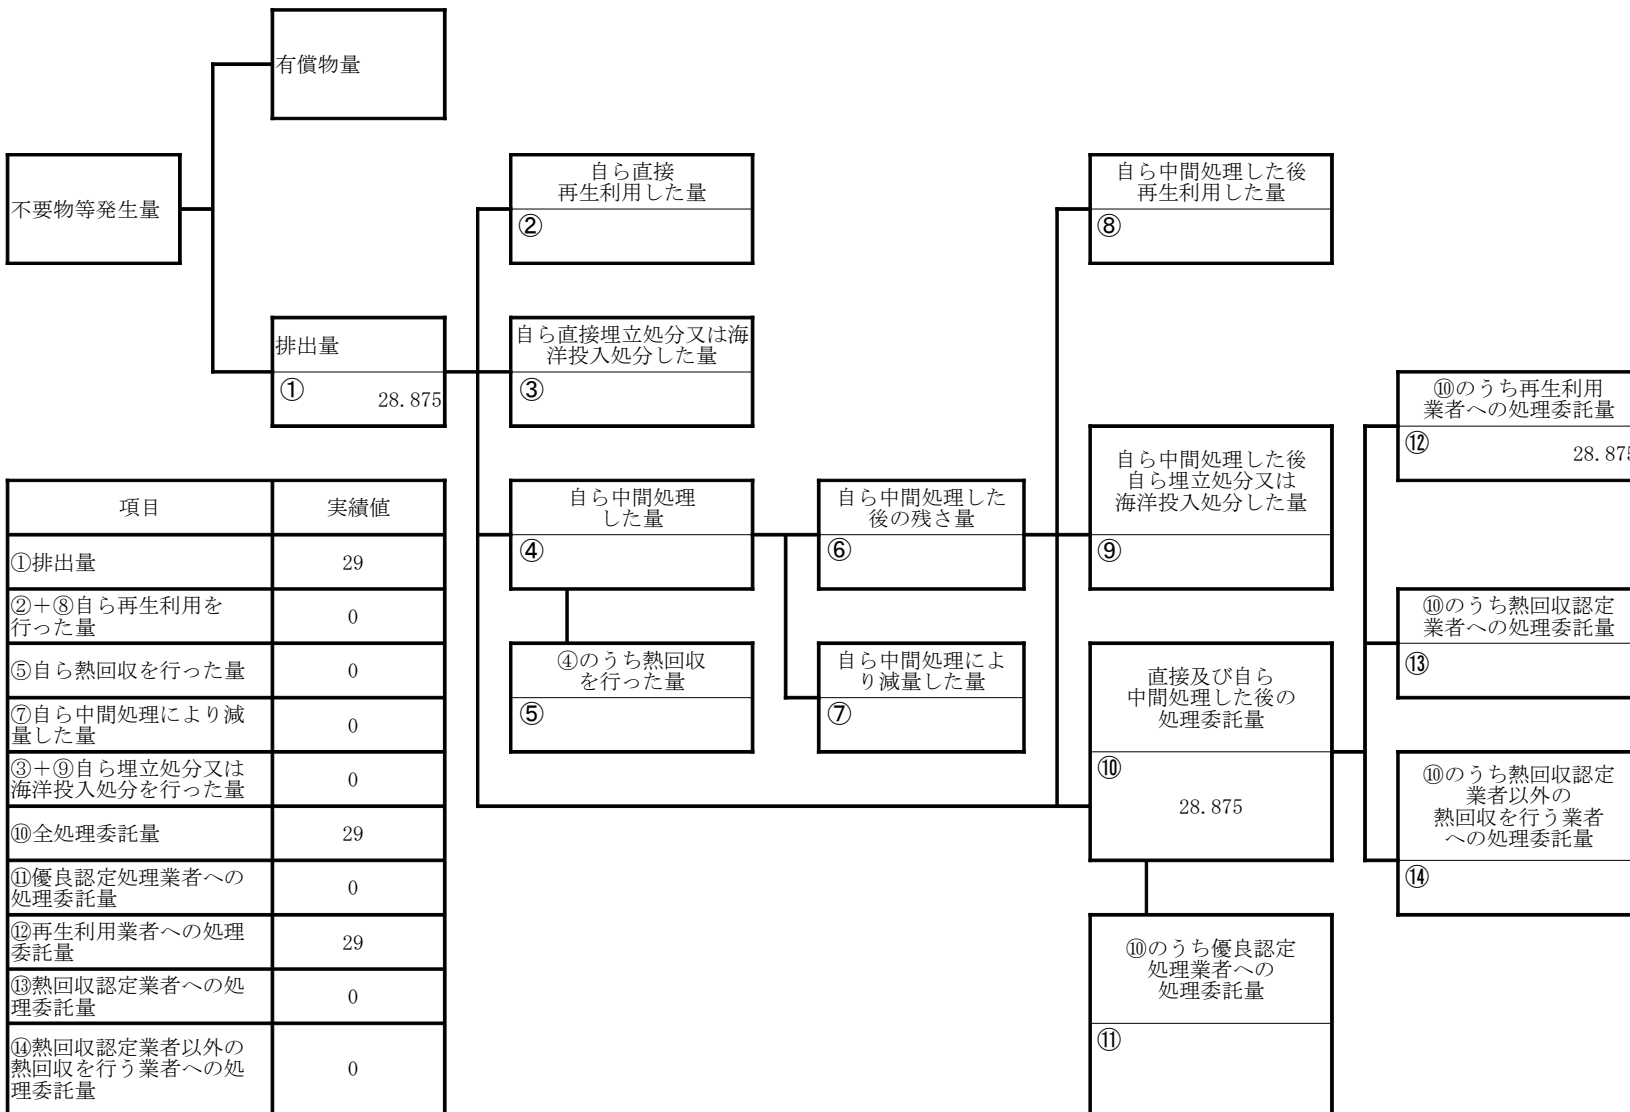 有償物量
不要物等発生量
自ら直接
再生利用した量
②
自ら中間処理した後
再生利用した量
⑧
排出量
① 28.875
自ら直接埋立処分又は海
洋投入処分した量
③
⑩のうち再生利用
業者への処理委託量
⑫ 28.875
自ら中間処理
した量
④
自ら中間処理した
後の残さ量
⑥
自ら中間処理した後
自ら埋立処分又は
海洋投入処分した量
⑨
④のうち熱回収
を行った量
⑤
自ら中間処理によ
り減量した量
⑦
直接及び自ら
中間処理した後の
処理委託量
⑩
28.875
⑩のうち熱回収認定
業者への処理委託量
⑬
⑩のうち熱回収認定
業者以外の
熱回収を行う業者
への処理委託量
⑭
⑩のうち優良認定
処理業者への
処理委託量
⑪
項目 実績値
①排出量 29
②+⑧自ら再生利用を
行った量 0
⑤自ら熱回収を行った量 0
⑦自ら中間処理により減
量した量 0
③+⑨自ら埋立処分又は
海洋投入処分を行った量 0
⑩全処理委託量 29
⑪優良認定処理業者への
処理委託量 0
⑫再生利用業者への処理
委託量 29
⑬熱回収認定業者への処
理委託量 0
⑭熱回収認定業者以外の
熱回収を行う業者への処
理委託量 0